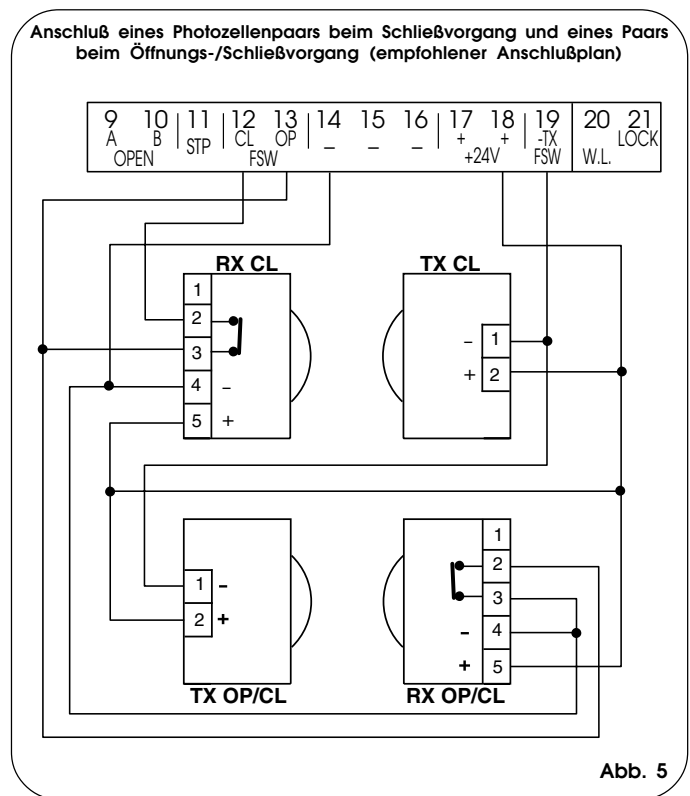 Anschluß eines Photozellenpaars beim Schließvorgang und eines Paars
beim Öffnungs-/Schließvorgang (empfohlener Anschlußplan)
9 10 11 12 13 14 15 16 17 18 19 20 21
A B STP CL OP – – – + + -TX LOCK
OPEN FSW +24V FSW W.L.
RX CL TX CL
1
2
3
4 –
5 +
– 1
+ 2
1 -
2 +
1
2
3
- 4
+ 5
TX OP/CL RX OP/CL
Abb. 5